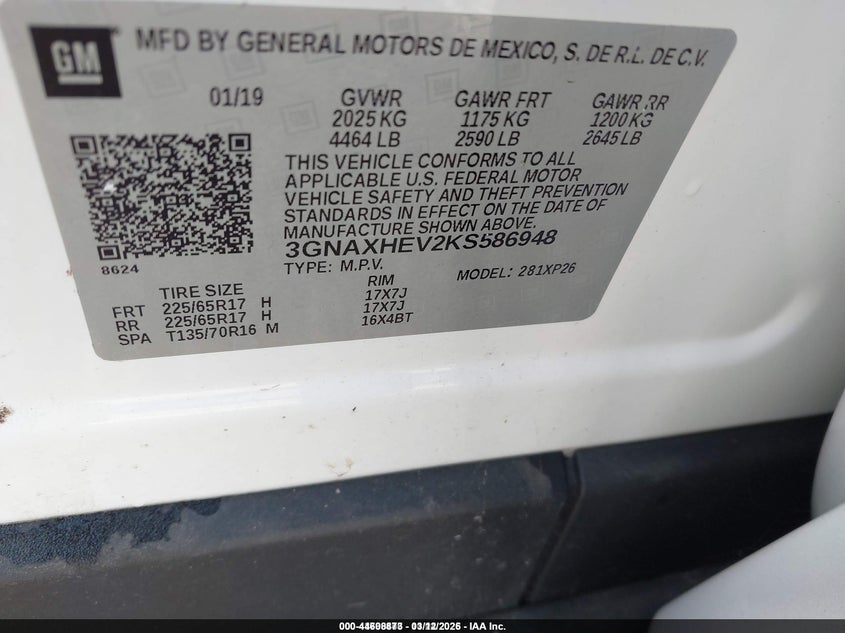 GM
MFD BY GENERAL MOTORS DE MEXICO, S. DE R.L. DE C.V.
01/19 GVWR GAWR FRT GAWR RR
2025 KG 1175 KG 1200 KG
4464 LB 2590 LB 2645 LB
THIS VEHICLE CONFORMS TO ALL
APPLICABLE U.S. FEDERAL MOTOR
VEHICLE SAFETY AND THEFT PREVENTION
STANDARDS IN EFFECT ON THE DATE OF
MANUFACTURE SHOWN ABOVE.
3GNAXHEV2KS586948
8624
TYPE: M.P.V. MODEL: 281XP26
TIRE SIZE RIM
FRT 225/65R17 H 17X7J
RR 225/65R17 H 17X7J
SPA T135/70R16 M 16X4BT
/2026 - IAA Inc.